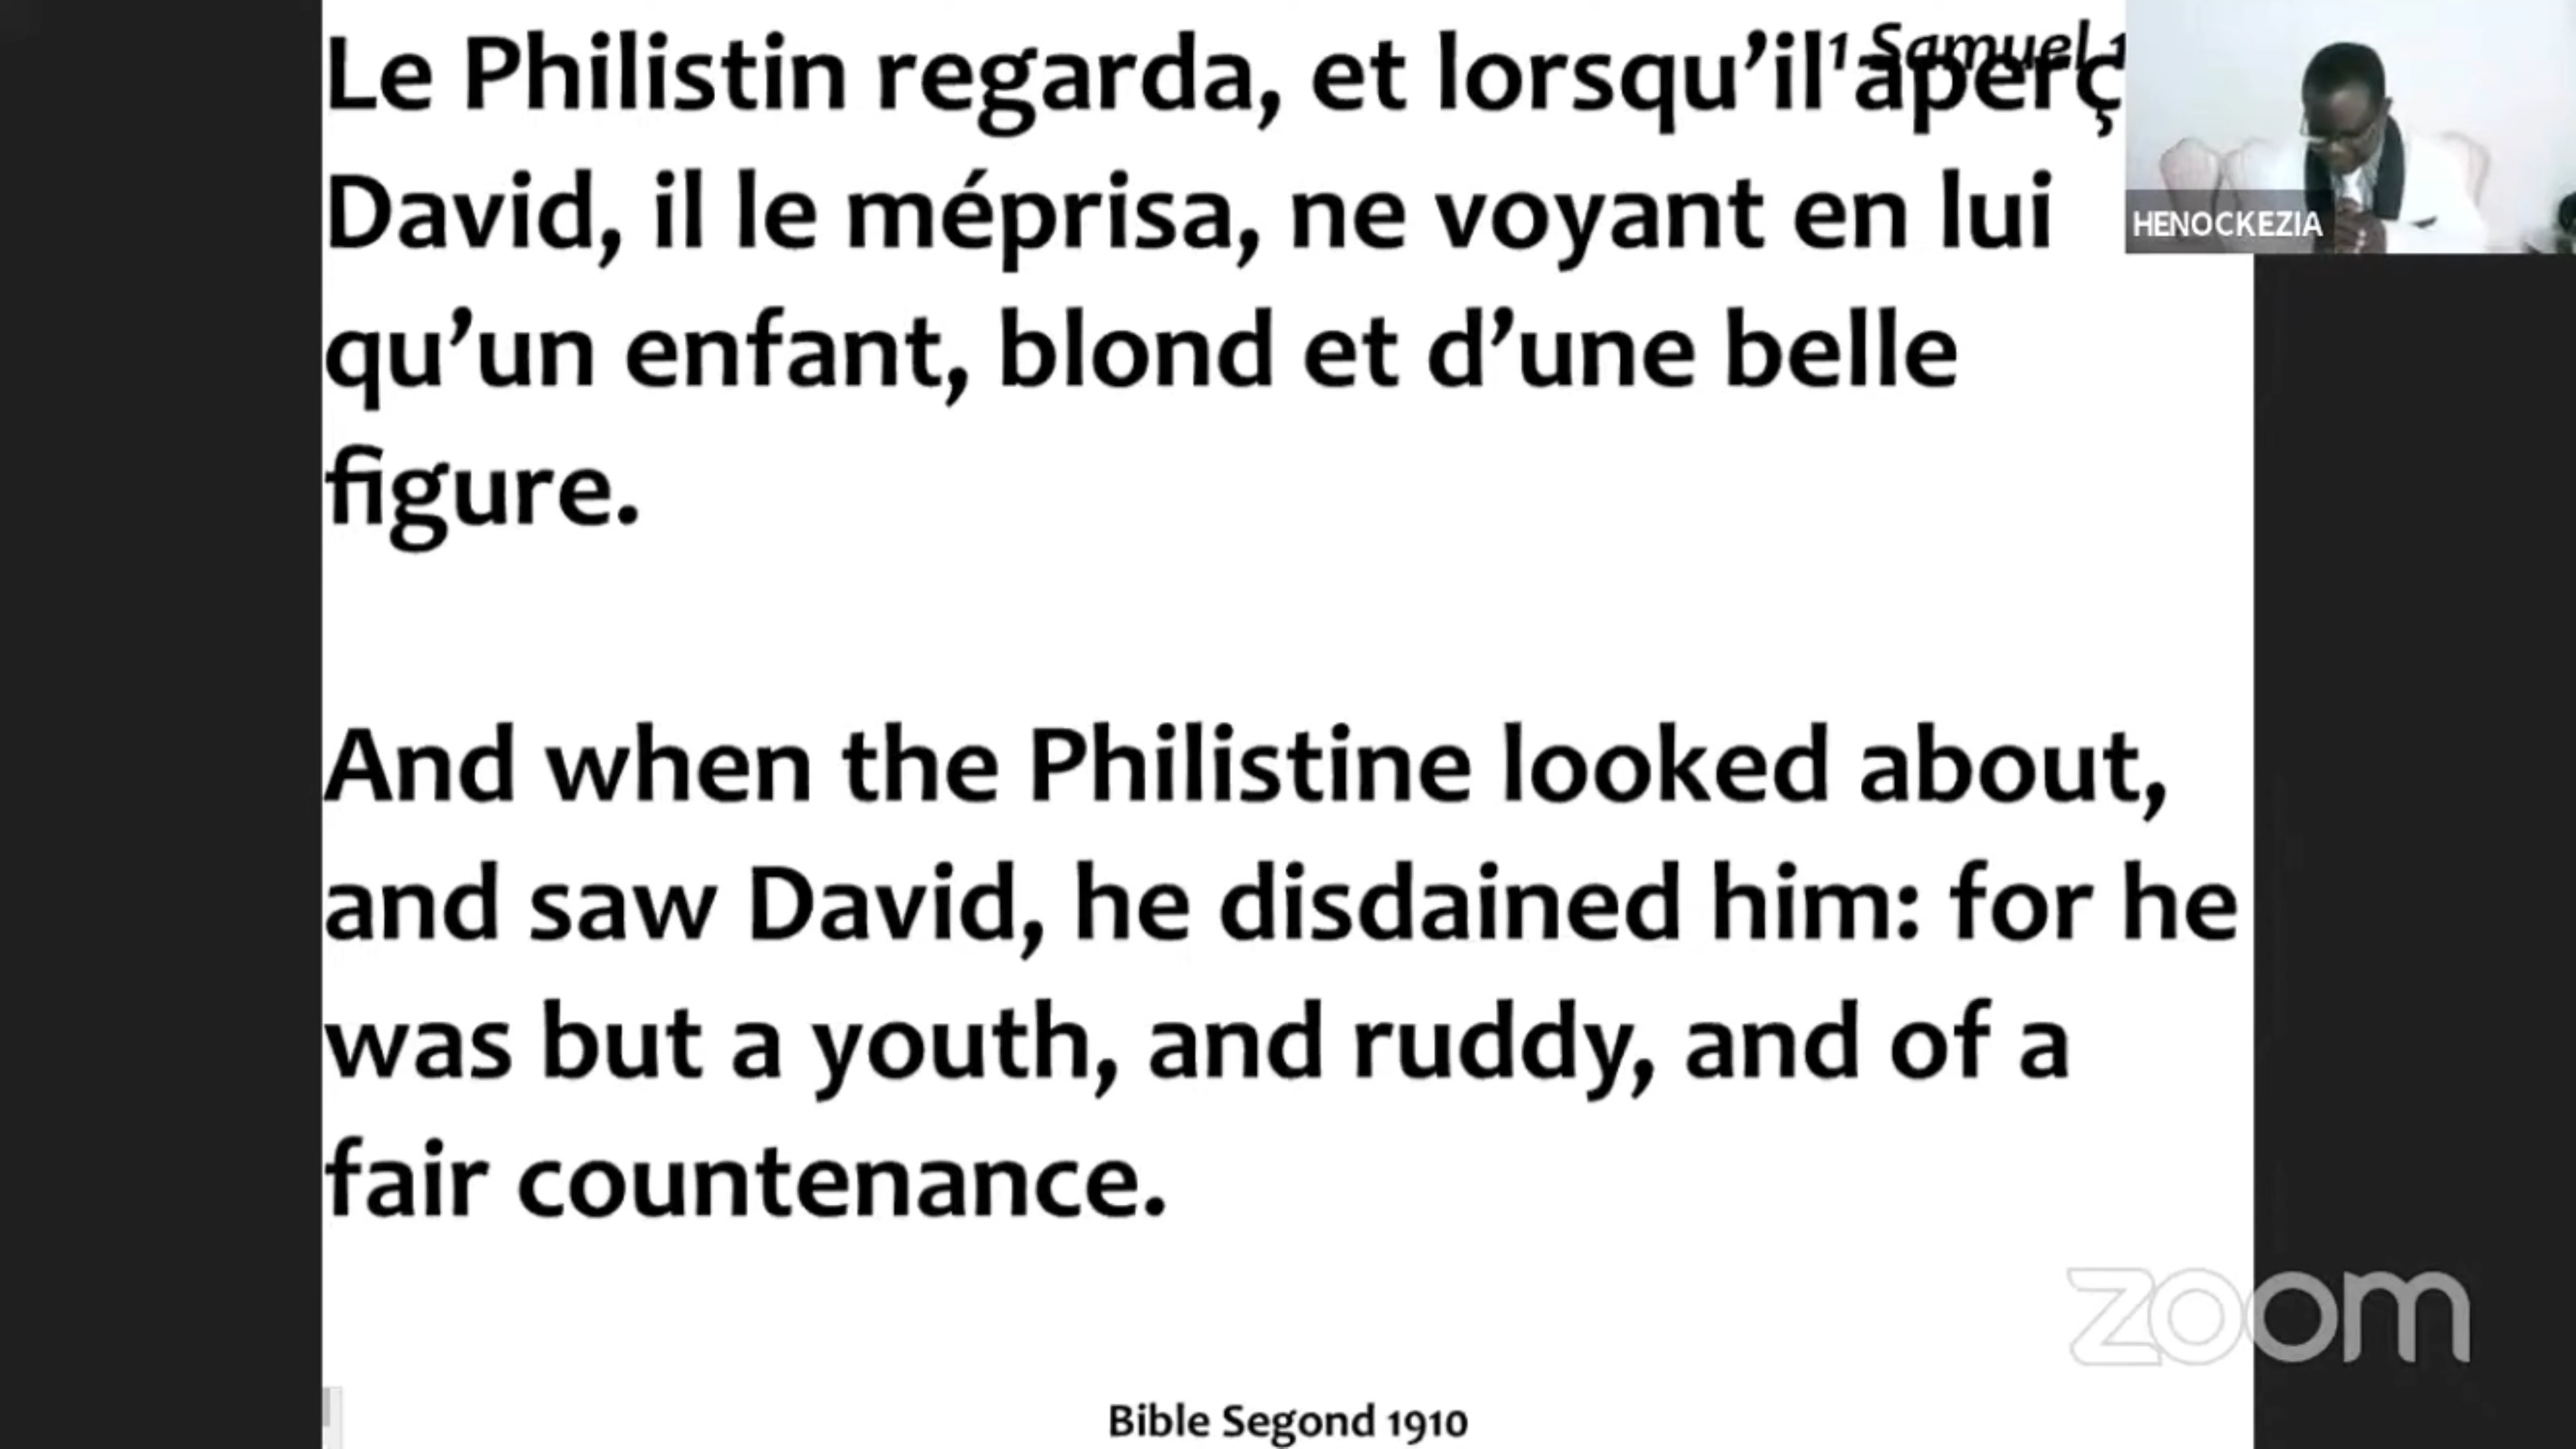 1 Samuel
Le Philistin regarda, et lorsqu’il
David, il le méprisa, ne voyant en lui
qu’un enfant, blond et d’une belle
figure.
And when the Philistine looked about,
and saw David, he disdained him: for he
was but a youth, and ruddy, and of a
fair countenance.
Bible Segond 1910
HENOCKEZIA
zoom